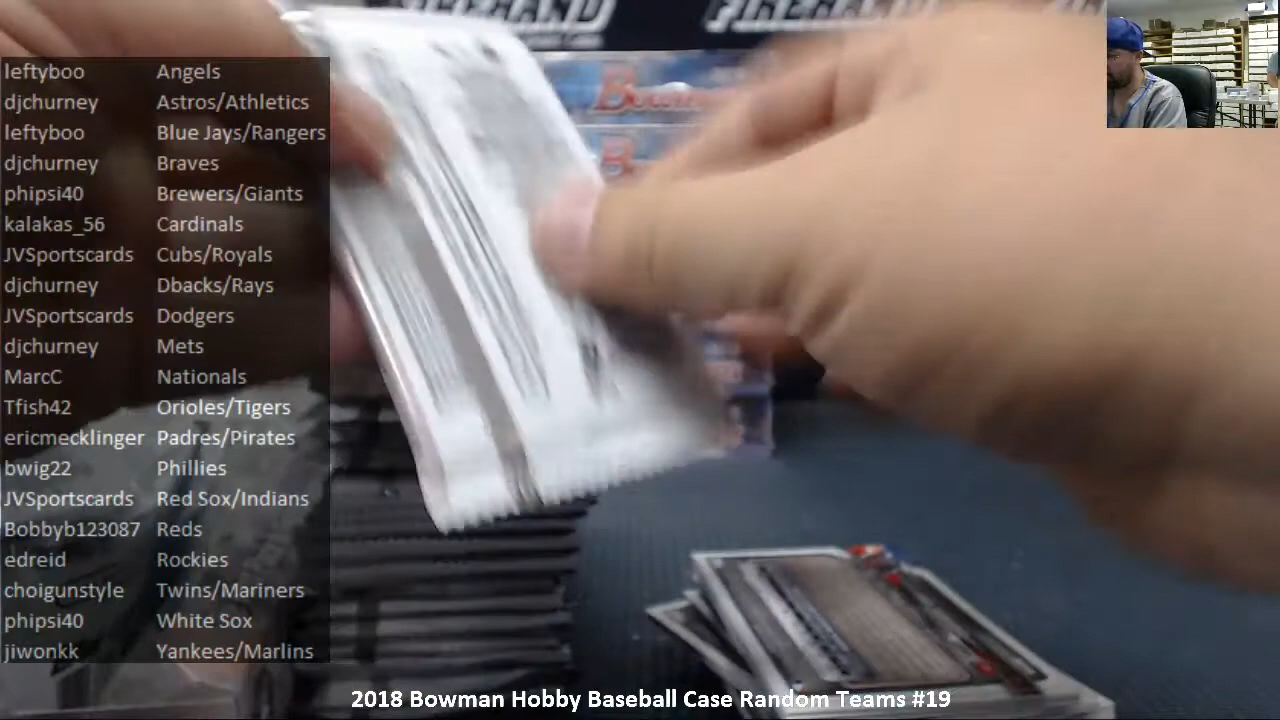 FIREHAND
FIREHAND
Bowman
leftyboo Angels
djchurney Astros/Athletics
leftyboo Blue Jays/Rangers
djchurney Braves
phipsi40 Brewers/Giants
kalakas_56 Cardinals
JVSportscards Cubs/Royals
djchurney Dbacks/Rays
JVSportscards Dodgers
djchurney Mets
MarcC Nationals
Tfish42 Orioles/Tigers
ericmecklinger Padres/Pirates
bwig22 Phillies
JVSportscards Red Sox/Indians
Bobbyb123087 Reds
edreid Rockies
choigunstyle Twins/Mariners
phipsi40 White Sox
jiwonkk Yankees/Marlins
2018 Bowman Hobby Baseball Case Random Teams #19